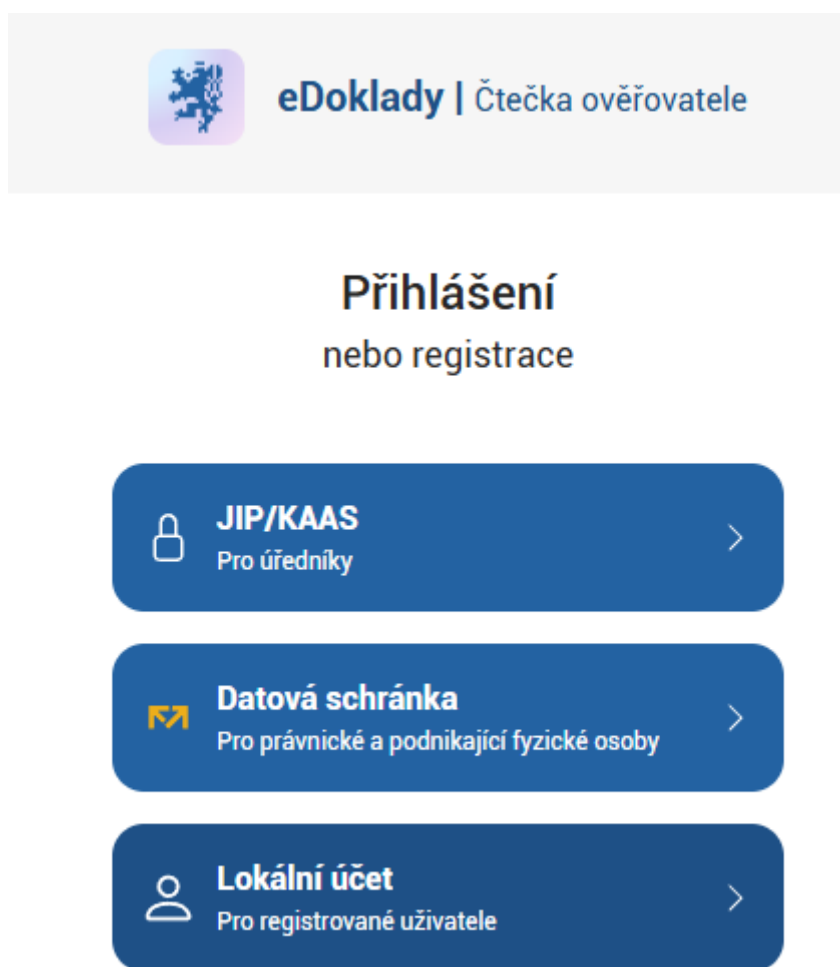 eDoklady | Čtečka ověřovatele
Přihlášení
nebo registrace
JIP/KAAS
Pro úředníky
Datová schránka
Pro právnické a podnikající fyzické osoby
Lokální účet
Pro registrované uživatele